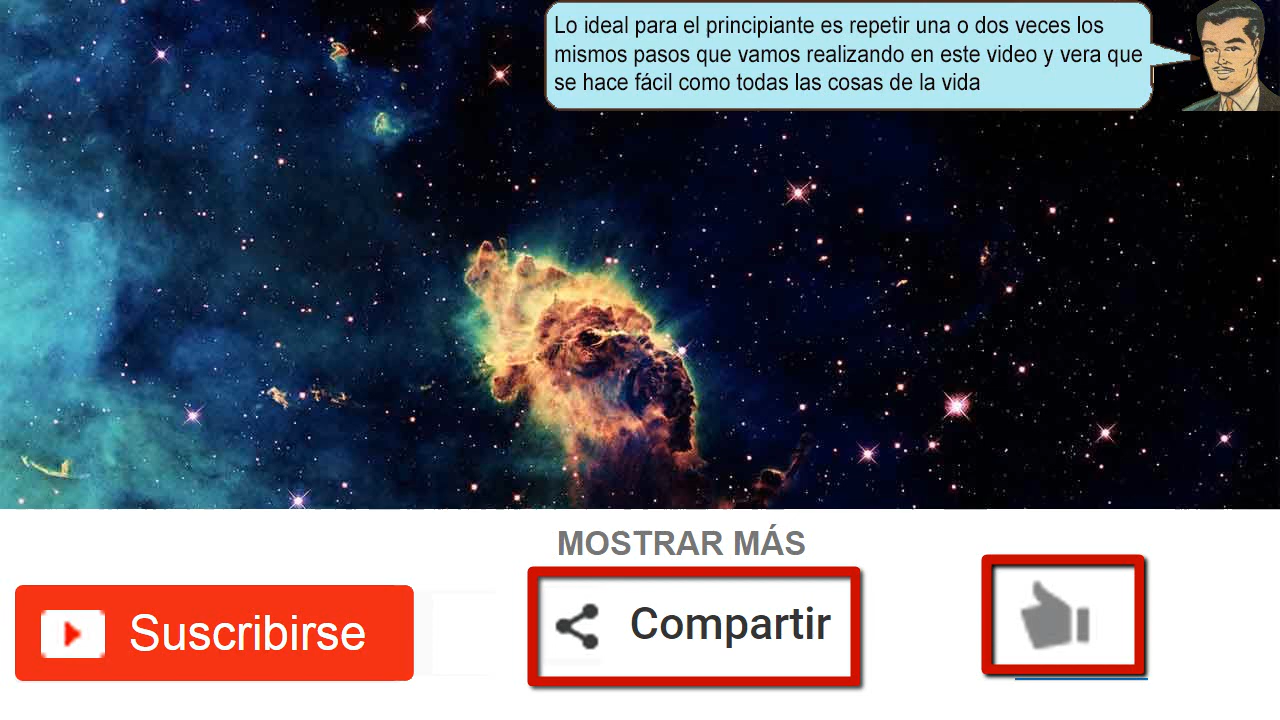 Lo ideal para el principiante es repetir una o dos veces los
mismos pasos que vamos realizando en este video y vera que
se hace fácil como todas las cosas de la vida
MOSTRAR MÁS
Suscribirse
Compartir